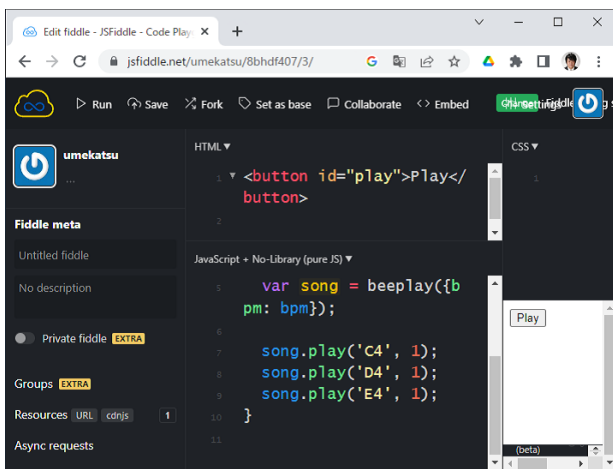 Edit fiddle - JSFiddle - Code Play
jsfiddle.net/umekatsu/8bhdf407/3/
Run Save Fork Set as base Collaborate Embed Settings
umekatsu
...
Fiddle meta
Untitled fiddle
No description
Private fiddle EXTRA
Groups EXTRA
Resources URL cdnjs 1
Async requests
HTML
1 <button id="play">Play</
button>
2
JavaScript + No-Library (pure JS)
5 var song = beeplay({b
pm: bpm});
6
7 song.play('C4', 1);
8 song.play('D4', 1);
9 song.play('E4', 1);
10 }
11
CSS
1
Play
(beta)